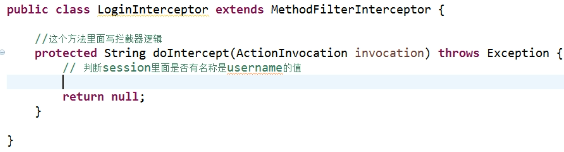 public class LoginInterceptor extends MethodFilterInterceptor {
//这个方法里面写拦截器逻辑
protected String doIntercept(ActionInvocation invocation) throws Exception {
// 判断session里面是否有名称是username的值
return null;
}
}